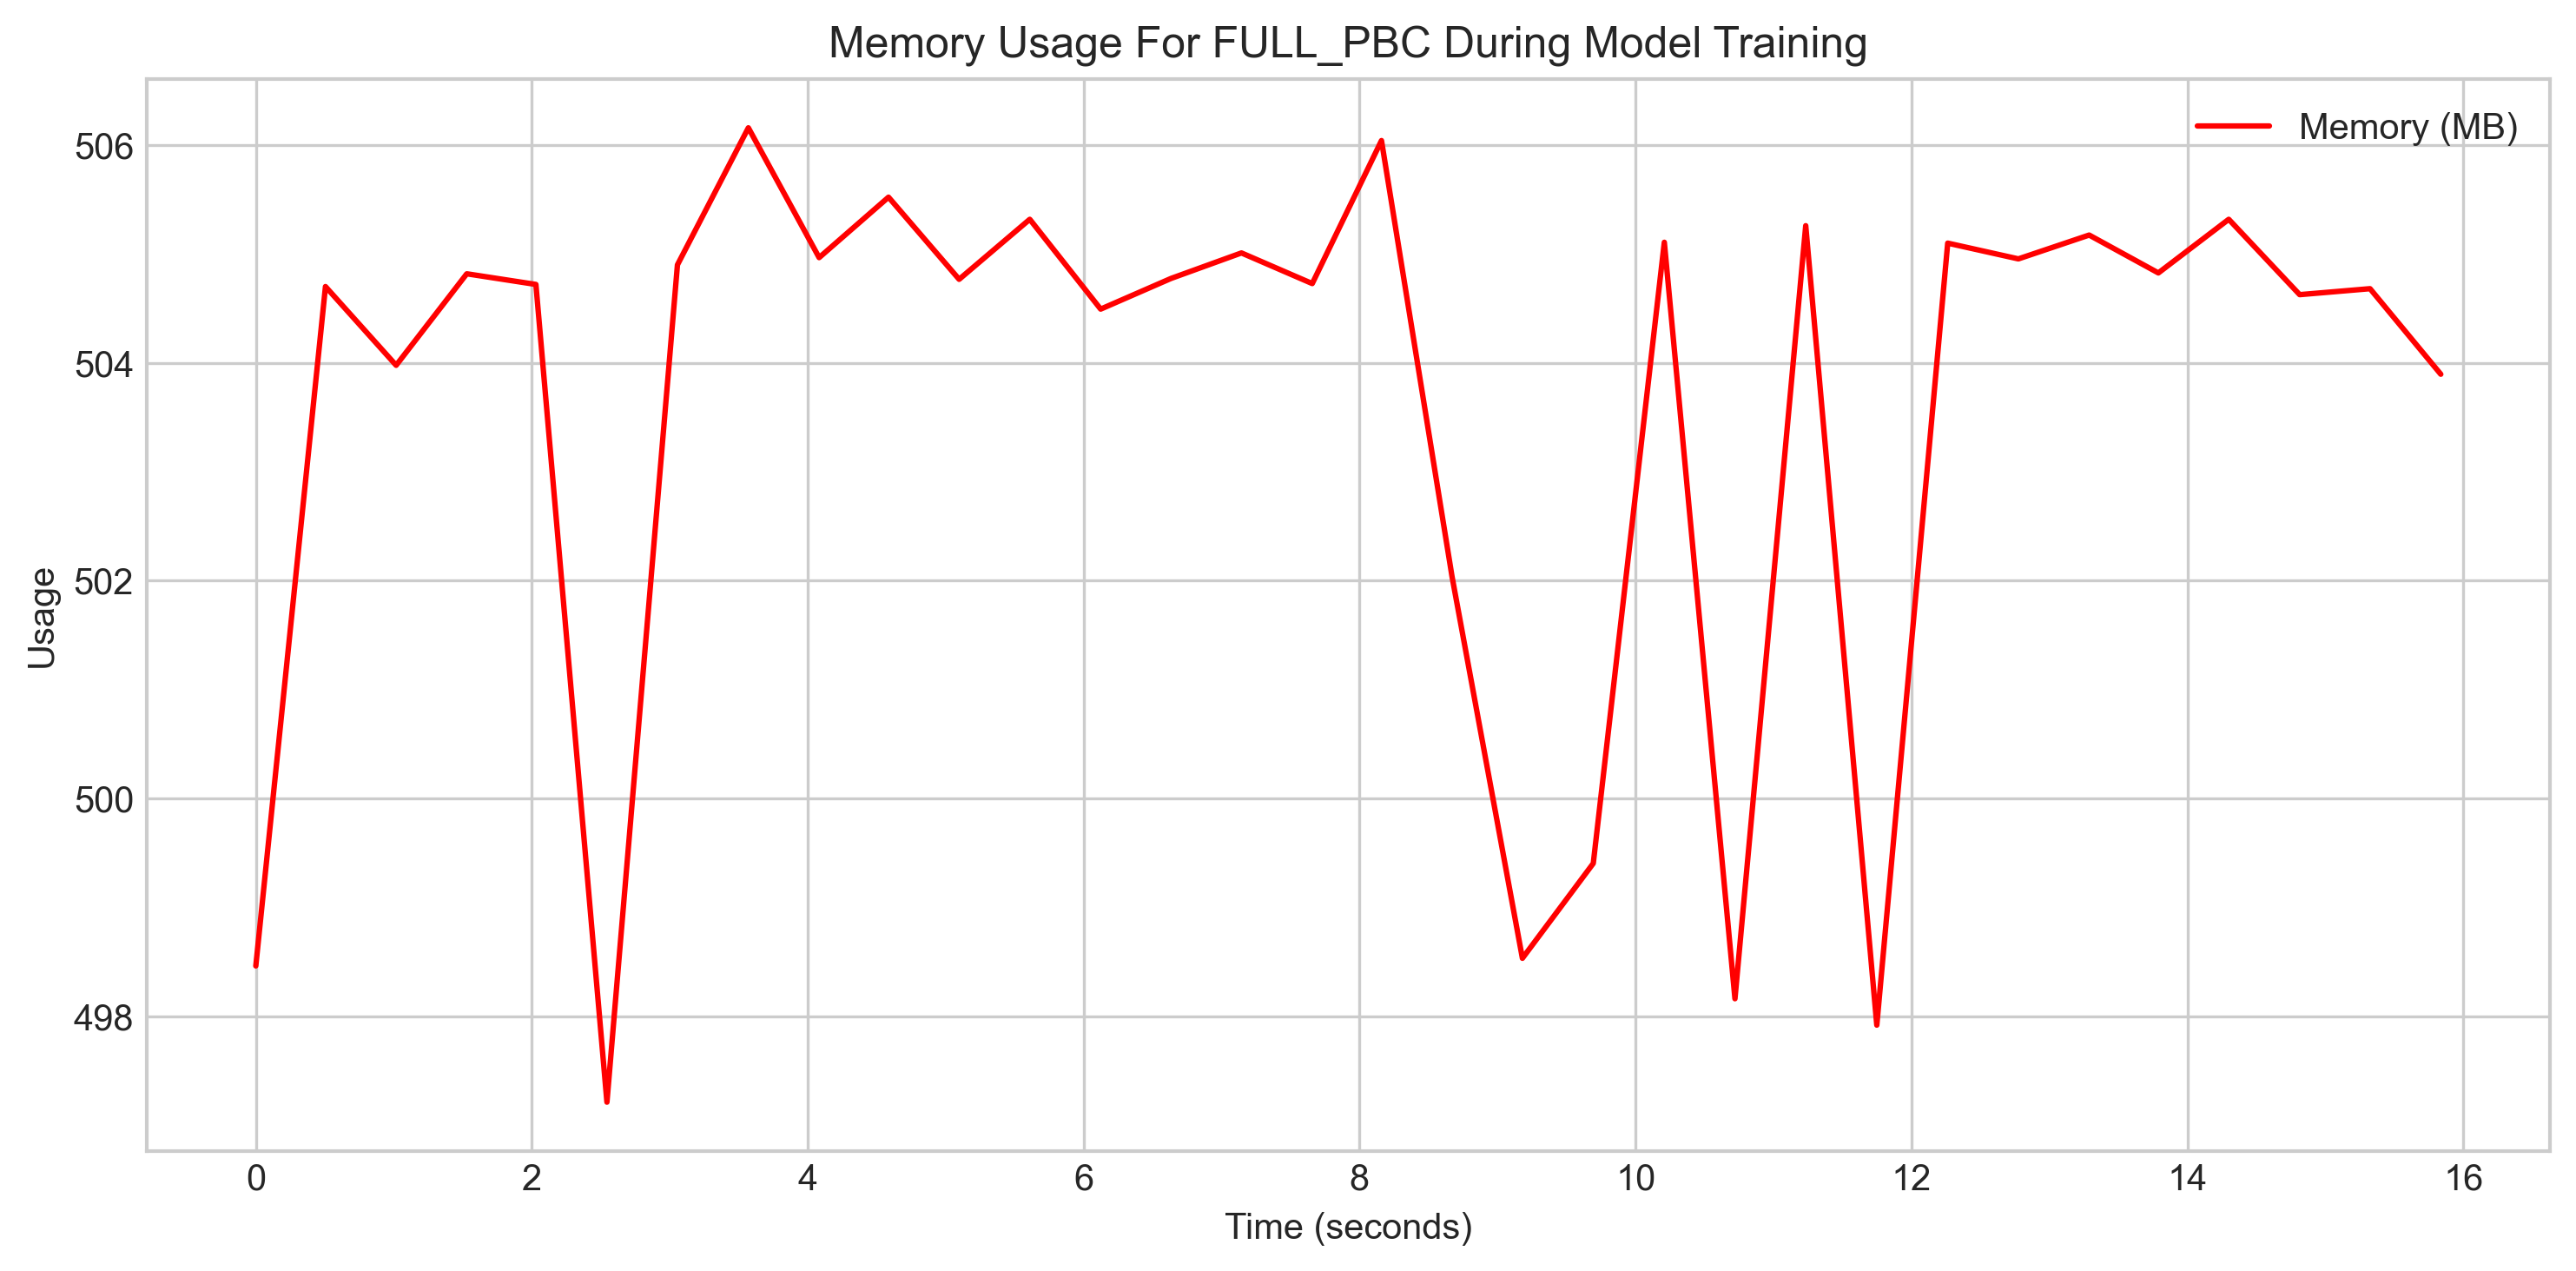 Memory Usage For FULL_PBC During Model Training
Memory (MB)
506
504
502
500
498
Usage
0 2 4 6 8 10 12 14 16
Time (seconds)